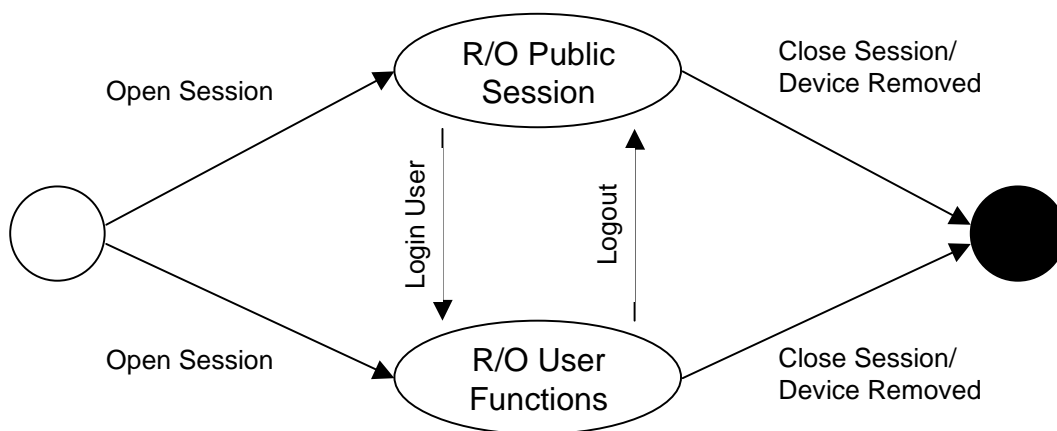 R/O Public
Session
Close Session/
Device Removed
Open Session
Login User
Logout
Open Session
R/O User
Functions
Close Session/
Device Removed